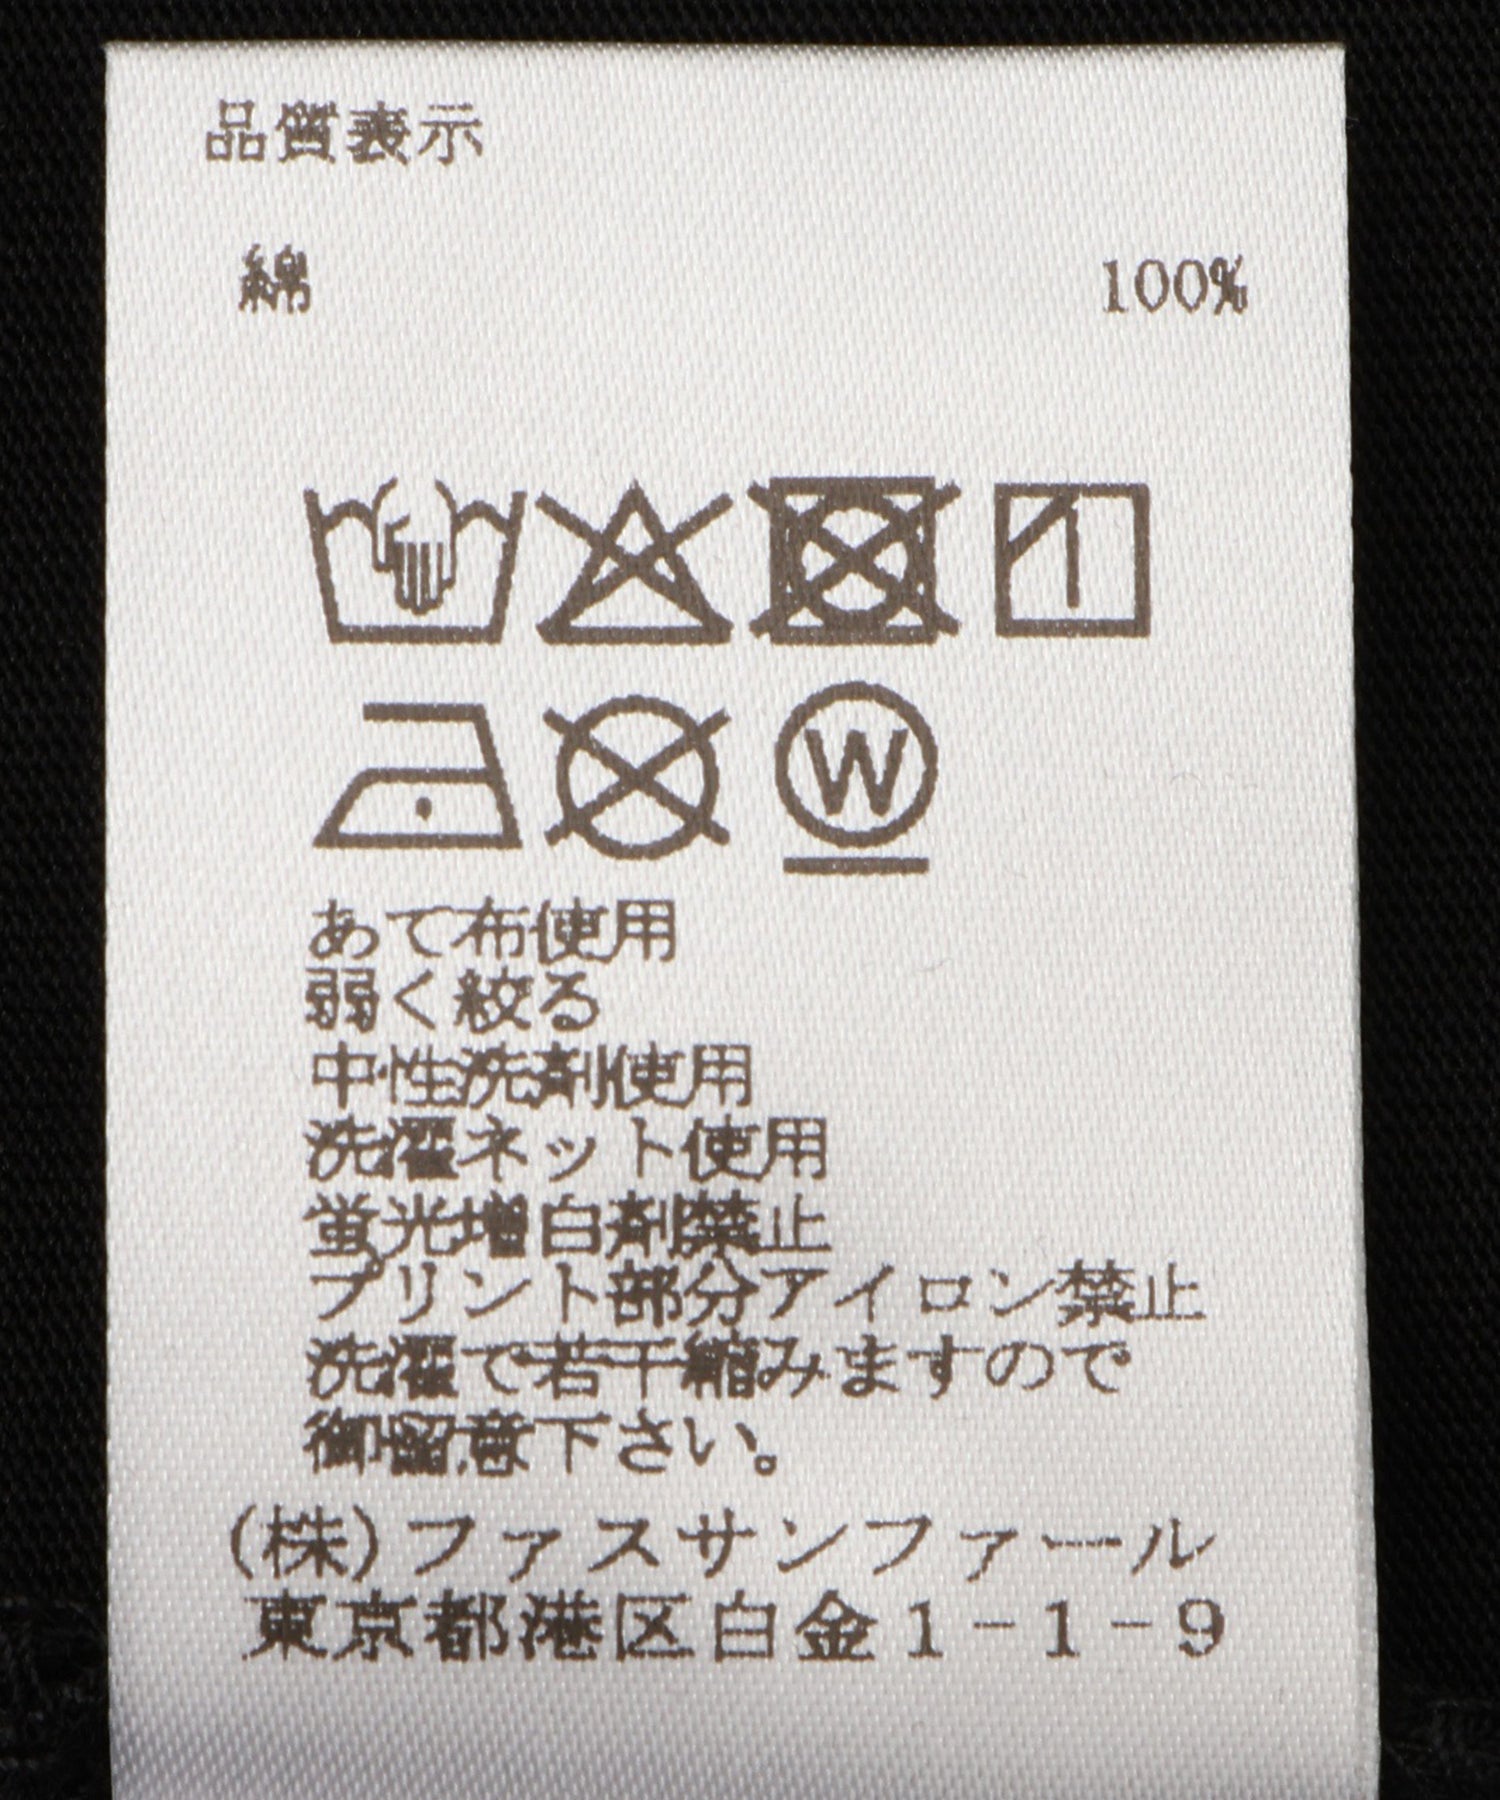 品質表示
綿 100%
W
あて布使用
弱く絞る
中性洗剤使用
洗濯ネット使用
蛍光増白剤禁止
プリント部分アイロン禁止
洗濯で若干縮みますので
御留意下さい。
(株)ファスサンファール
東京都港区白金1-1-9